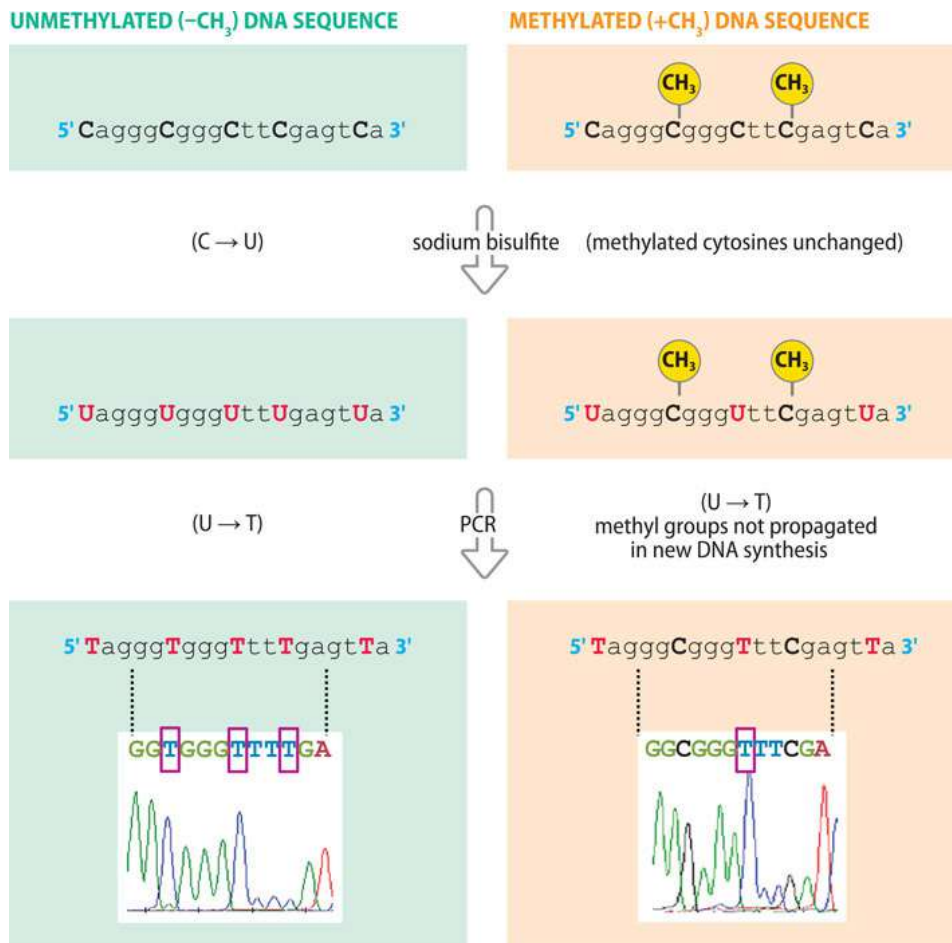 UNMETHYLATED (–CH₃) DNA SEQUENCE
METHYLATED (+CH₃) DNA SEQUENCE
5' CagggCgggCttCgagtCa 3'
CH₃ CH₃
5' CagggCgggCttCgagtCa 3'
(C → U)
sodium bisulfite
(methylated cytosines unchanged)
5' UagggUgggUttUgagtUa 3'
CH₃ CH₃
5' UagggCgggUttCgagtUa 3'
(U → T)
PCR
(U → T)
methyl groups not propagated
in new DNA synthesis
5' TagggTgggTttTgagtTa 3'
5' TagggCgggTttCgagtTa 3'
GGTGGGTTTTGA
GGCGGGTTTCGA